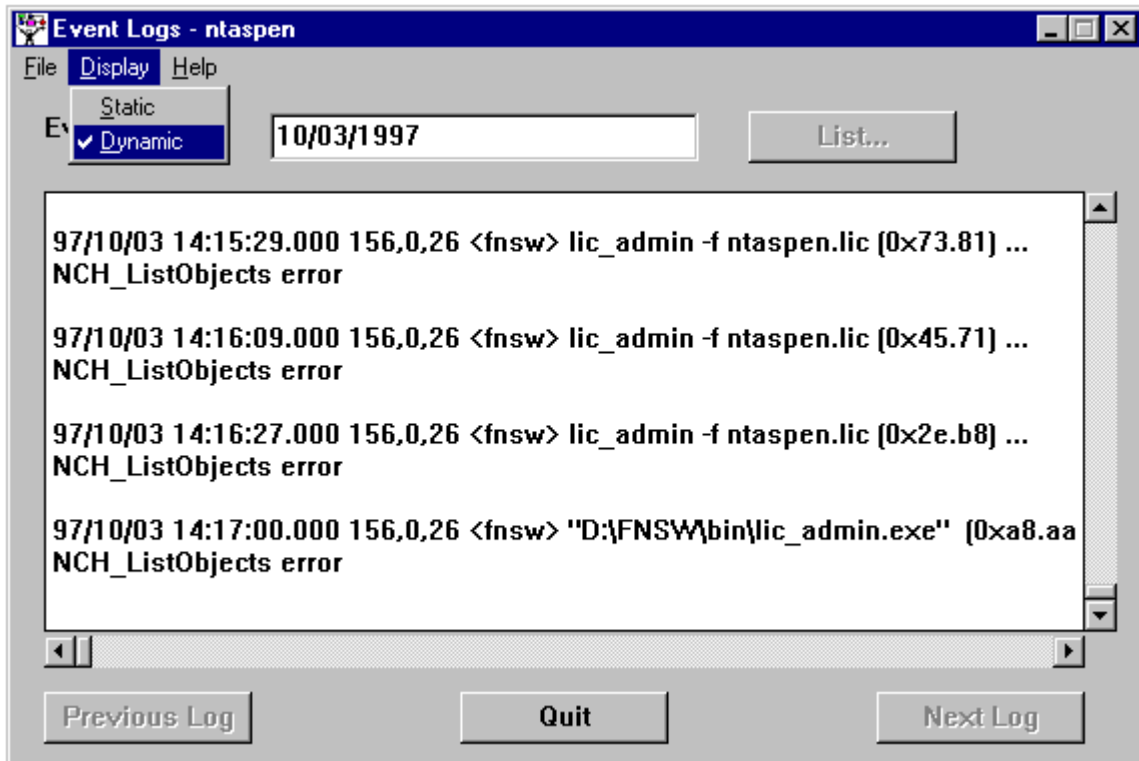 Event Logs - ntaspen
File Display Help
Static
Dynamic
10/03/1997
List...
97/10/03 14:15:29.000 156,0,26 <fnsw> lic_admin -f ntaspen.lic (0x73.81) ...
NCH_ListObjects error
97/10/03 14:16:09.000 156,0,26 <fnsw> lic_admin -f ntaspen.lic (0x45.71) ...
NCH_ListObjects error
97/10/03 14:16:27.000 156,0,26 <fnsw> lic_admin -f ntaspen.lic (0x2e.b8) ...
NCH_ListObjects error
97/10/03 14:17:00.000 156,0,26 <fnsw> "D:\FNSW\bin\lic_admin.exe" (0xa8.aa
NCH_ListObjects error
Previous Log Quit Next Log